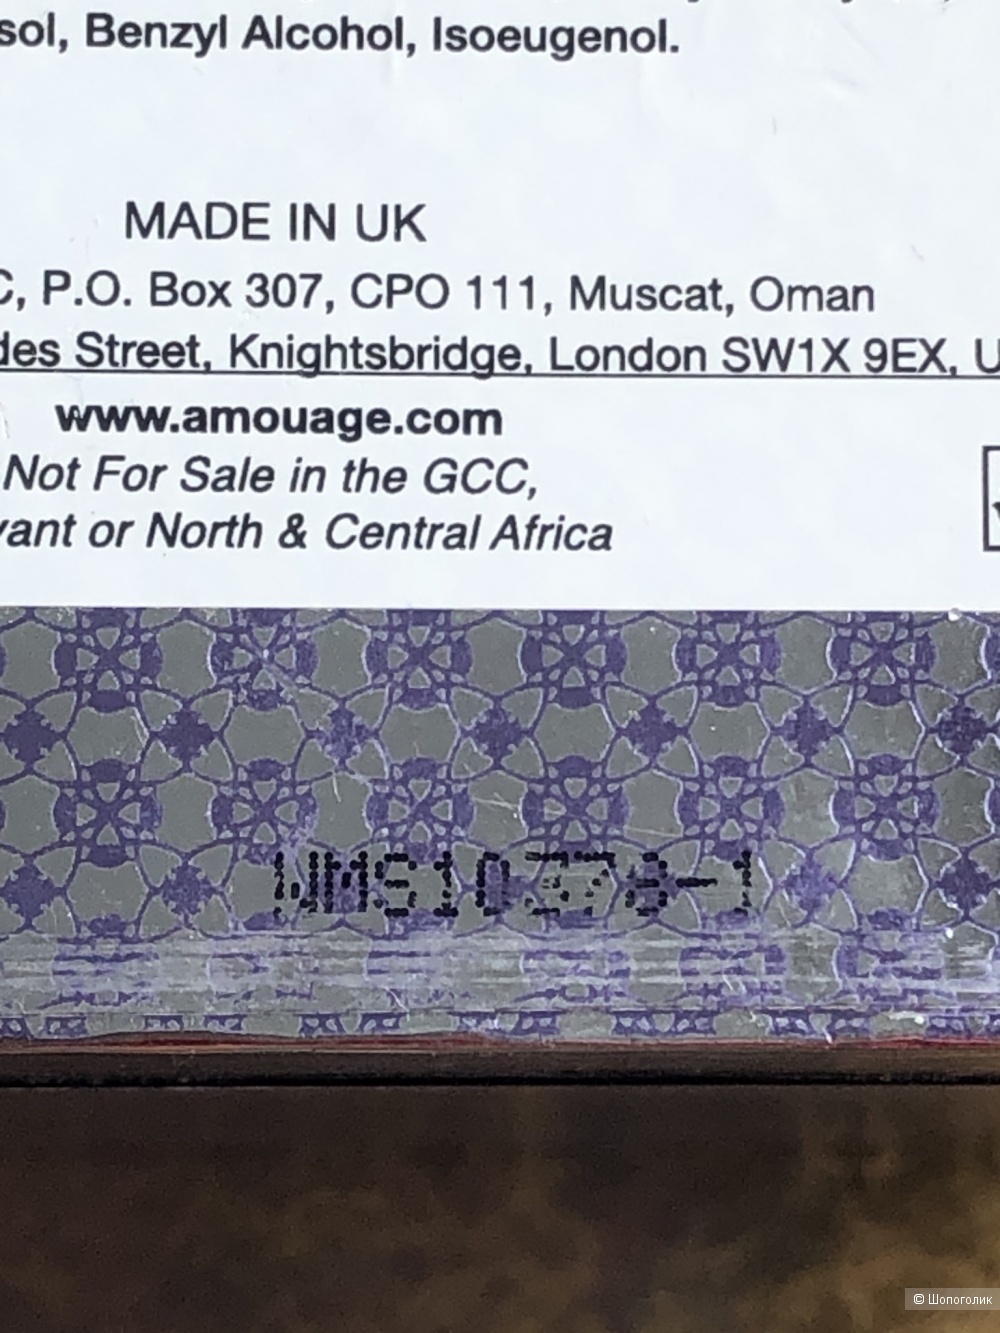 sol, Benzyl Alcohol, Isoeugenol.
MADE IN UK
C, P.O. Box 307, CPO 111, Muscat, Oman
des Street, Knightsbridge, London SW1X 9EX, U
www.amouage.com
Not For Sale in the GCC,
vant or North & Central Africa
© Шопоголик